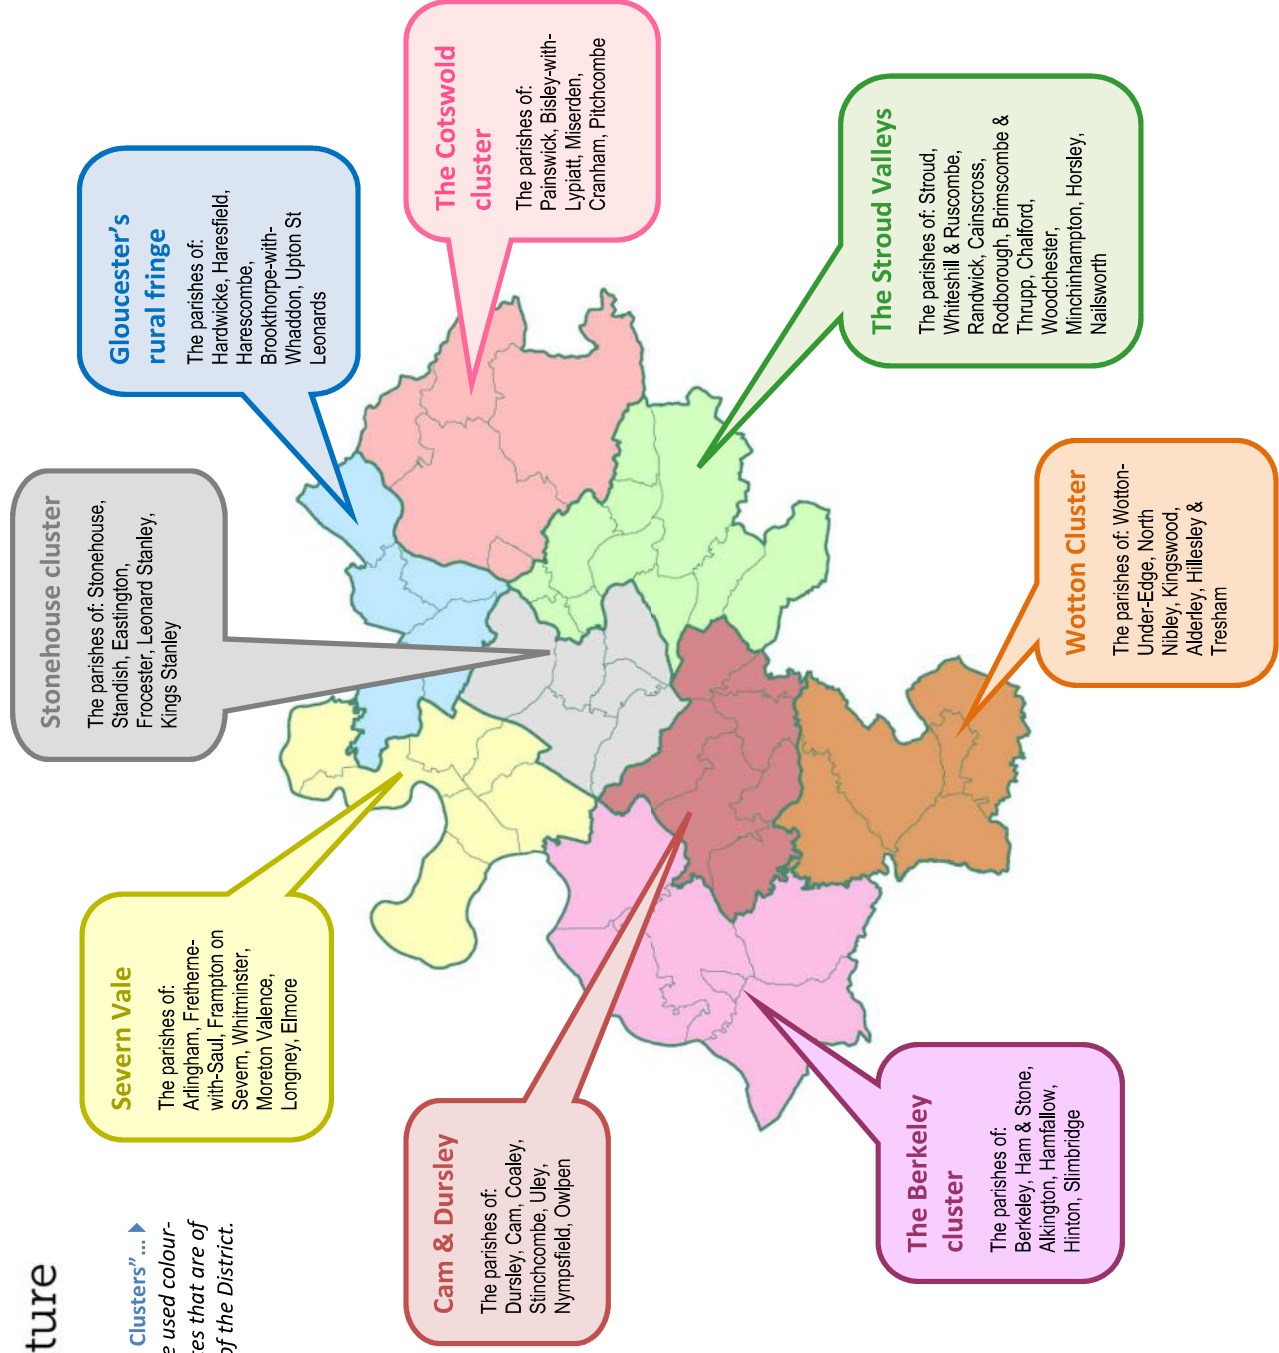 ture
Clusters”...
e used colour-
es that are of
of the District.
Severn Vale
The parishes of:
Arlingham, Fretherne-
with-Saul, Frampton on
Severn, Whitminster,
Moreton Valence,
Longney, Elmore
Stonehouse cluster
The parishes of: Stonehouse,
Standish, Eastington,
Frocester, Leonard Stanley,
Kings Stanley
Gloucester’s
rural fringe
The parishes of:
Hardwicke, Haresfield,
Harescombe,
Brookthorpe-with-
Whaddon, Upton St
Leonards
The Cotswold
cluster
The parishes of:
Painswick, Bisley-with-
Lypiatt, Miserden,
Cranham, Pitchcombe
Cam & Dursley
The parishes of:
Dursley, Cam, Coaley,
Stinchcombe, Uley,
Nympsfield, Owlpen
The Stroud Valleys
The parishes of: Stroud,
Whiteshill & Ruscombe,
Randwick, Cainscross,
Rodborough, Brimscombe &
Thrupp, Chalford,
Woodchester,
Minchinhampton, Horsley,
Nailsworth
The Berkeley
cluster
The parishes of:
Berkeley, Ham & Stone,
Alkington, Hamfallow,
Hinton, Slimbridge
Wotton Cluster
The parishes of: Wotton-
Under-Edge, North
Nibley, Kingswood,
Alderley, Hillesley &
Tresham